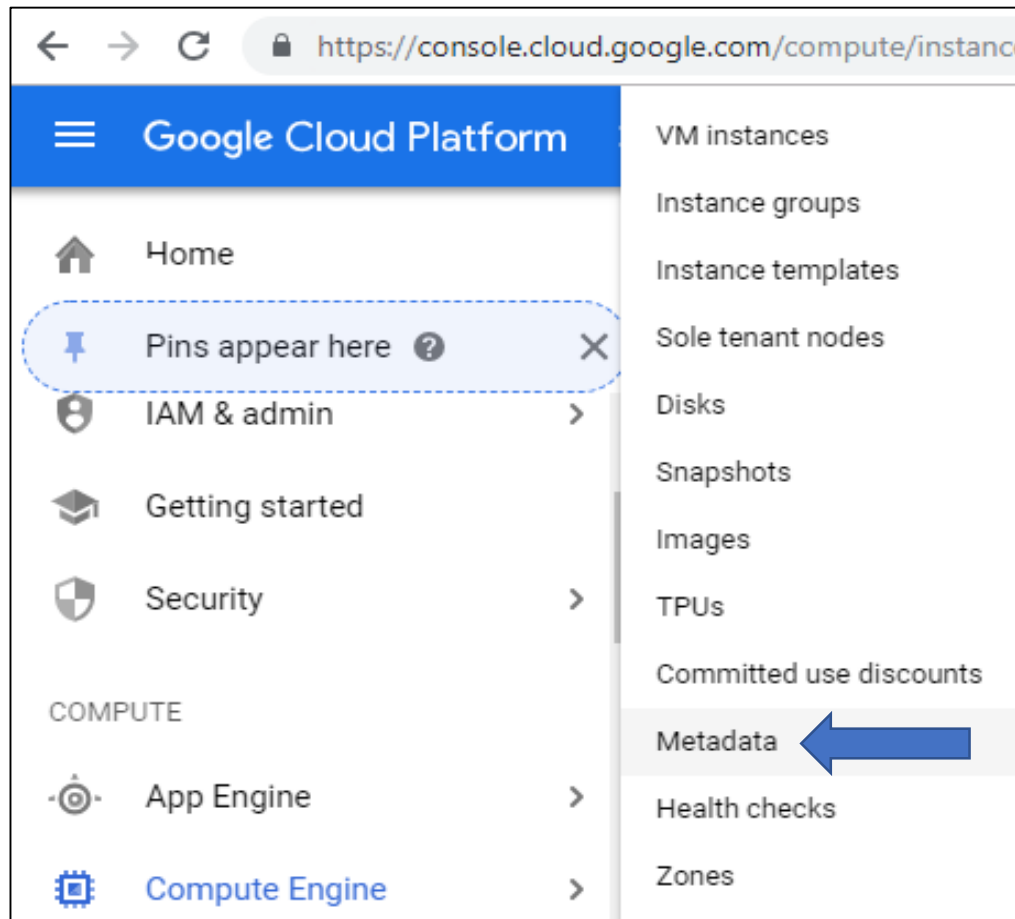 https://console.cloud.google.com/compute/instanc
Google Cloud Platform
Home
Pins appear here
IAM & admin
Getting started
Security
COMPUTE
App Engine
Compute Engine
VM instances
Instance groups
Instance templates
Sole tenant nodes
Disks
Snapshots
Images
TPUs
Committed use discounts
Metadata
Health checks
Zones